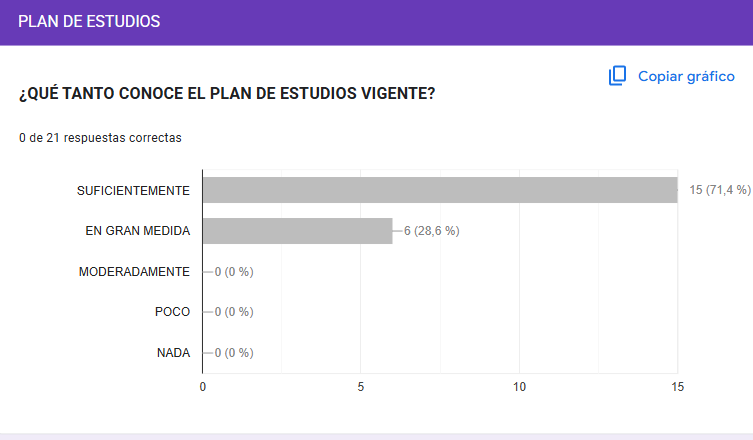 PLAN DE ESTUDIOS
Copiar gráfico
¿QUÉ TANTO CONOCE EL PLAN DE ESTUDIOS VIGENTE?
0 de 21 respuestas correctas
SUFICIENTEMENTE 15 (71,4 %)
EN GRAN MEDIDA 6 (28,6 %)
MODERADAMENTE 0 (0 %)
POCO 0 (0 %)
NADA 0 (0 %)
0 5 10 15